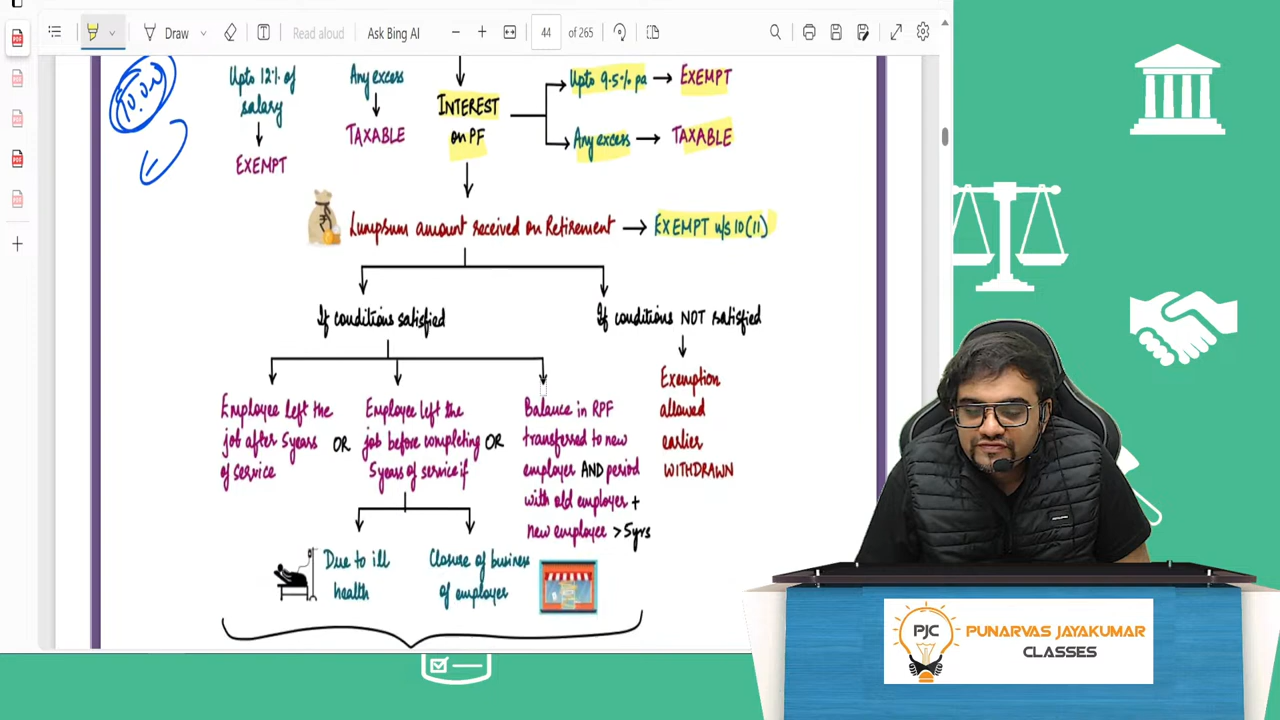 Draw
Read aloud
Ask Bing AI
44
of 265
10,00
Upto 12% of
salary
EXEMPT
Any excess
TAXABLE
INTEREST
on PF
Upto 9.5% pa → EXEMPT
Any excess → TAXABLE
Lumpsum amount received on Retirement → EXEMPT u/s 10(11)
If conditions satisfied
If conditions NOT satisfied
Employee left the
job after 5years
of service
OR
Employee left the
job before completing
5years of service if
OR
Balance in RPF
transferred to new
employer AND period
with old employer +
new employee > 5yrs
Exemption
allowed
earlier
WITHDRAWN
Due to ill
health
Closure of business
of employer
PJC
PUNARVAS JAYAKUMAR
CLASSES